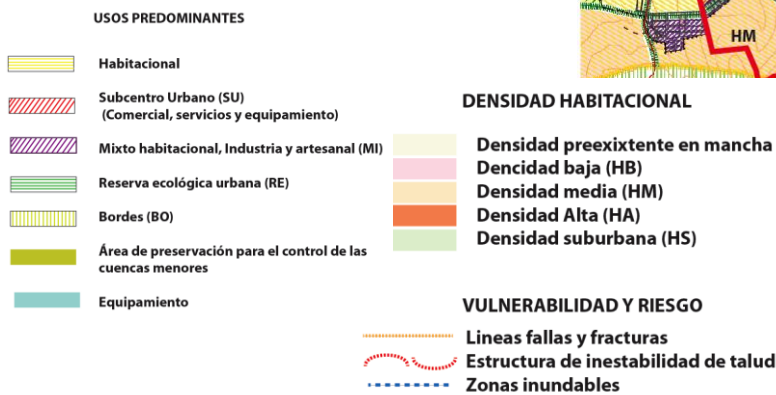 USOS PREDOMINANTES
Habitacional
Subcentro Urbano (SU)
(Comercial, servicios y equipamiento)
Mixto habitacional, Industria y artesanal (MI)
Reserva ecológica urbana (RE)
Bordes (BO)
Área de preservación para el control de las
cuencas menores
Equipamiento
HM
DENSIDAD HABITACIONAL
Densidad preexixtente en mancha
Dencidad baja (HB)
Densidad media (HM)
Densidad Alta (HA)
Densidad suburbana (HS)
VULNERABILIDAD Y RIESGO
Lineas fallas y fracturas
Estructura de inestabilidad de talud
Zonas inundables